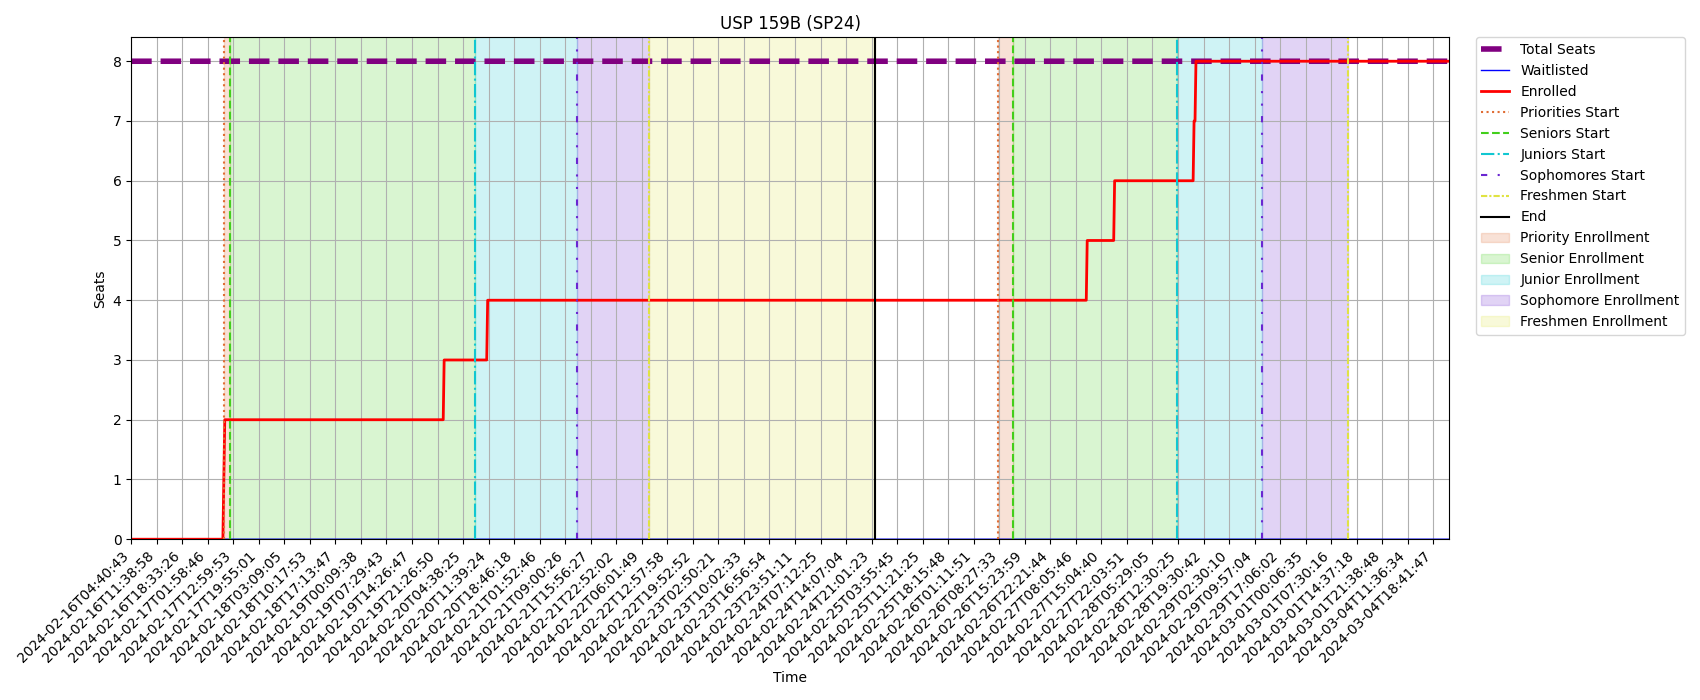 USP 159B (SP24)
Seats
8
7
6
5
4
3
2
1
0
2024-02-16T04:40:43
2024-02-16T11:38:58
2024-02-16T18:33:26
2024-02-17T01:58:46
2024-02-17T12:59:53
2024-02-17T19:55:01
2024-02-18T03:09:05
2024-02-18T10:17:53
2024-02-18T17:13:47
2024-02-19T00:09:38
2024-02-19T07:29:43
2024-02-19T14:26:47
2024-02-19T21:26:50
2024-02-20T04:38:25
2024-02-20T11:39:24
2024-02-20T18:46:18
2024-02-21T01:52:46
2024-02-21T09:00:26
2024-02-21T15:56:27
2024-02-21T22:52:02
2024-02-22T06:01:49
2024-02-22T12:57:58
2024-02-22T19:52:52
2024-02-23T02:50:21
2024-02-23T10:02:33
2024-02-23T16:56:54
2024-02-23T23:51:11
2024-02-24T07:12:25
2024-02-24T14:07:04
2024-02-24T21:01:23
2024-02-25T03:55:45
2024-02-25T11:21:25
2024-02-25T18:15:48
2024-02-26T01:11:51
2024-02-26T08:27:33
2024-02-26T15:23:59
2024-02-26T22:21:44
2024-02-27T08:05:46
2024-02-27T15:04:40
2024-02-27T22:03:51
2024-02-28T05:29:05
2024-02-28T12:30:25
2024-02-28T19:30:42
2024-02-29T02:30:10
2024-02-29T09:57:04
2024-02-29T17:06:02
2024-03-01T00:06:35
2024-03-01T07:30:16
2024-03-01T14:37:18
2024-03-01T21:38:48
2024-03-04T11:36:34
2024-03-04T18:41:47
Time
Total Seats
Waitlisted
Enrolled
Priorities Start
Seniors Start
Juniors Start
Sophomores Start
Freshmen Start
End
Priority Enrollment
Senior Enrollment
Junior Enrollment
Sophomore Enrollment
Freshmen Enrollment